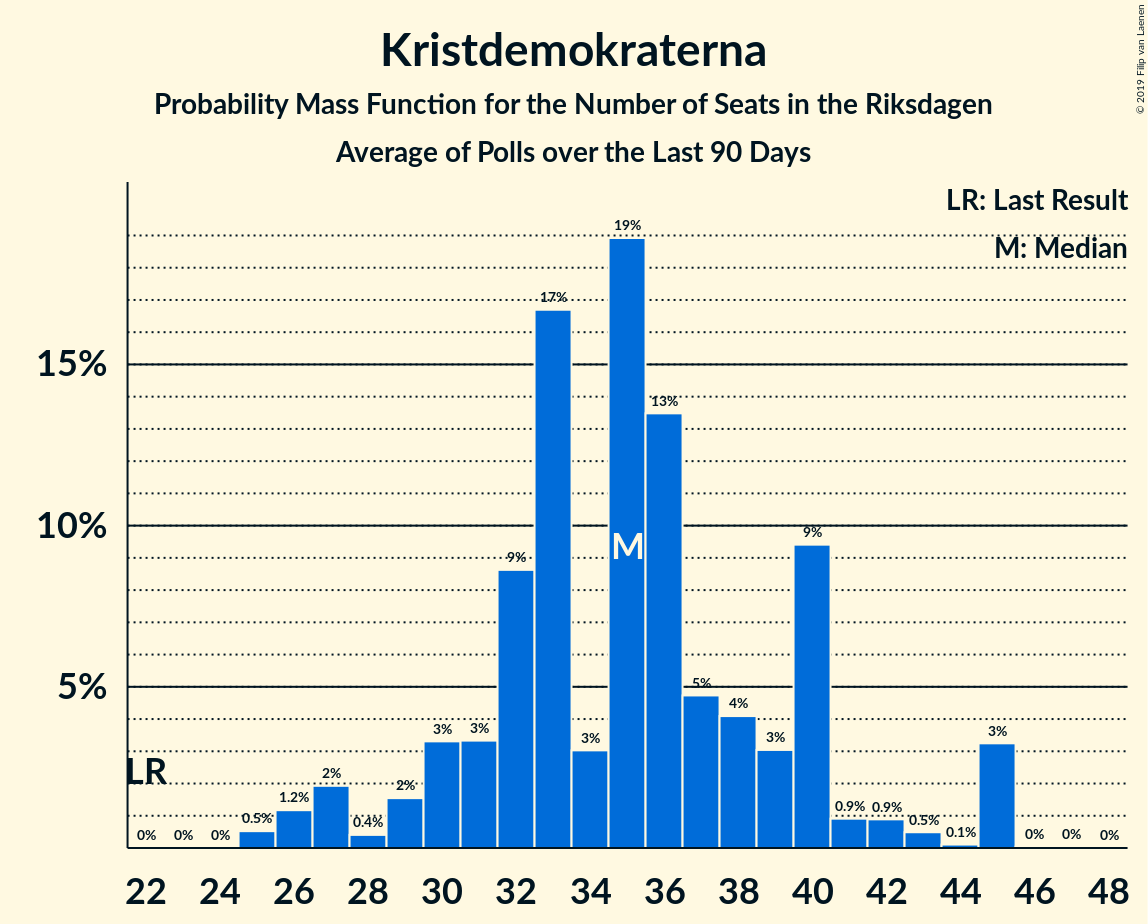 Kristdemokraterna
Probability Mass Function for the Number of Seats in the Riksdagen
Average of Polls over the Last 90 Days
© 2019 Filip van Laenen
LR: Last Result
M: Median
15%
10%
5%
LR
M
0% 0% 0% 0.5% 1.2% 2% 0.4% 2% 3% 3% 9% 17% 3% 19% 13% 5% 4% 3% 9% 0.9% 0.9% 0.5% 0.1% 3% 0% 0% 0%
22 24 26 28 30 32 34 36 38 40 42 44 46 48